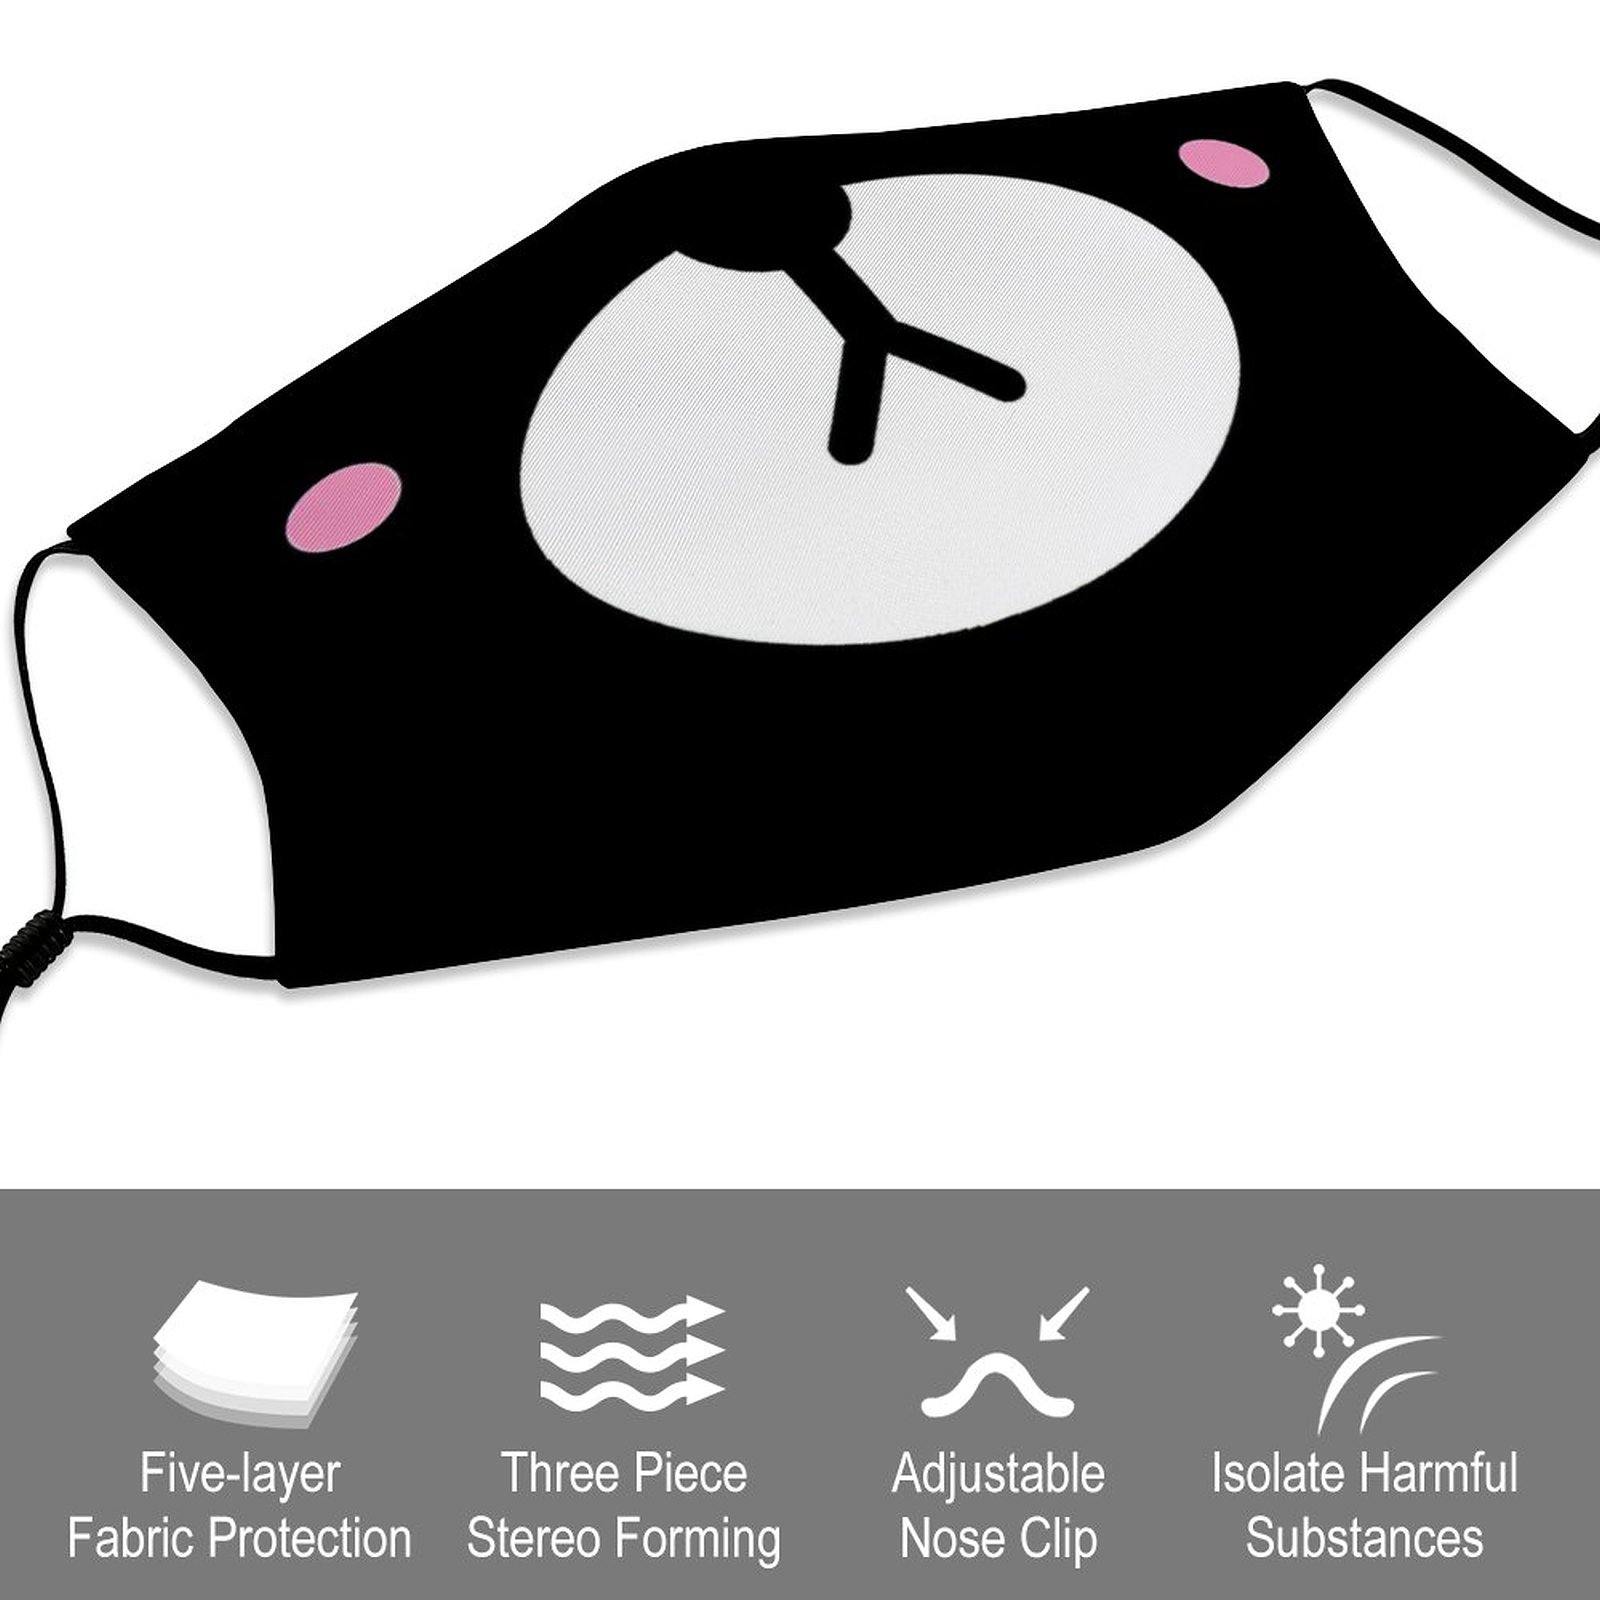 Five-layer
Fabric Protection
Three Piece
Stereo Forming
Adjustable
Nose Clip
Isolate Harmful
Substances